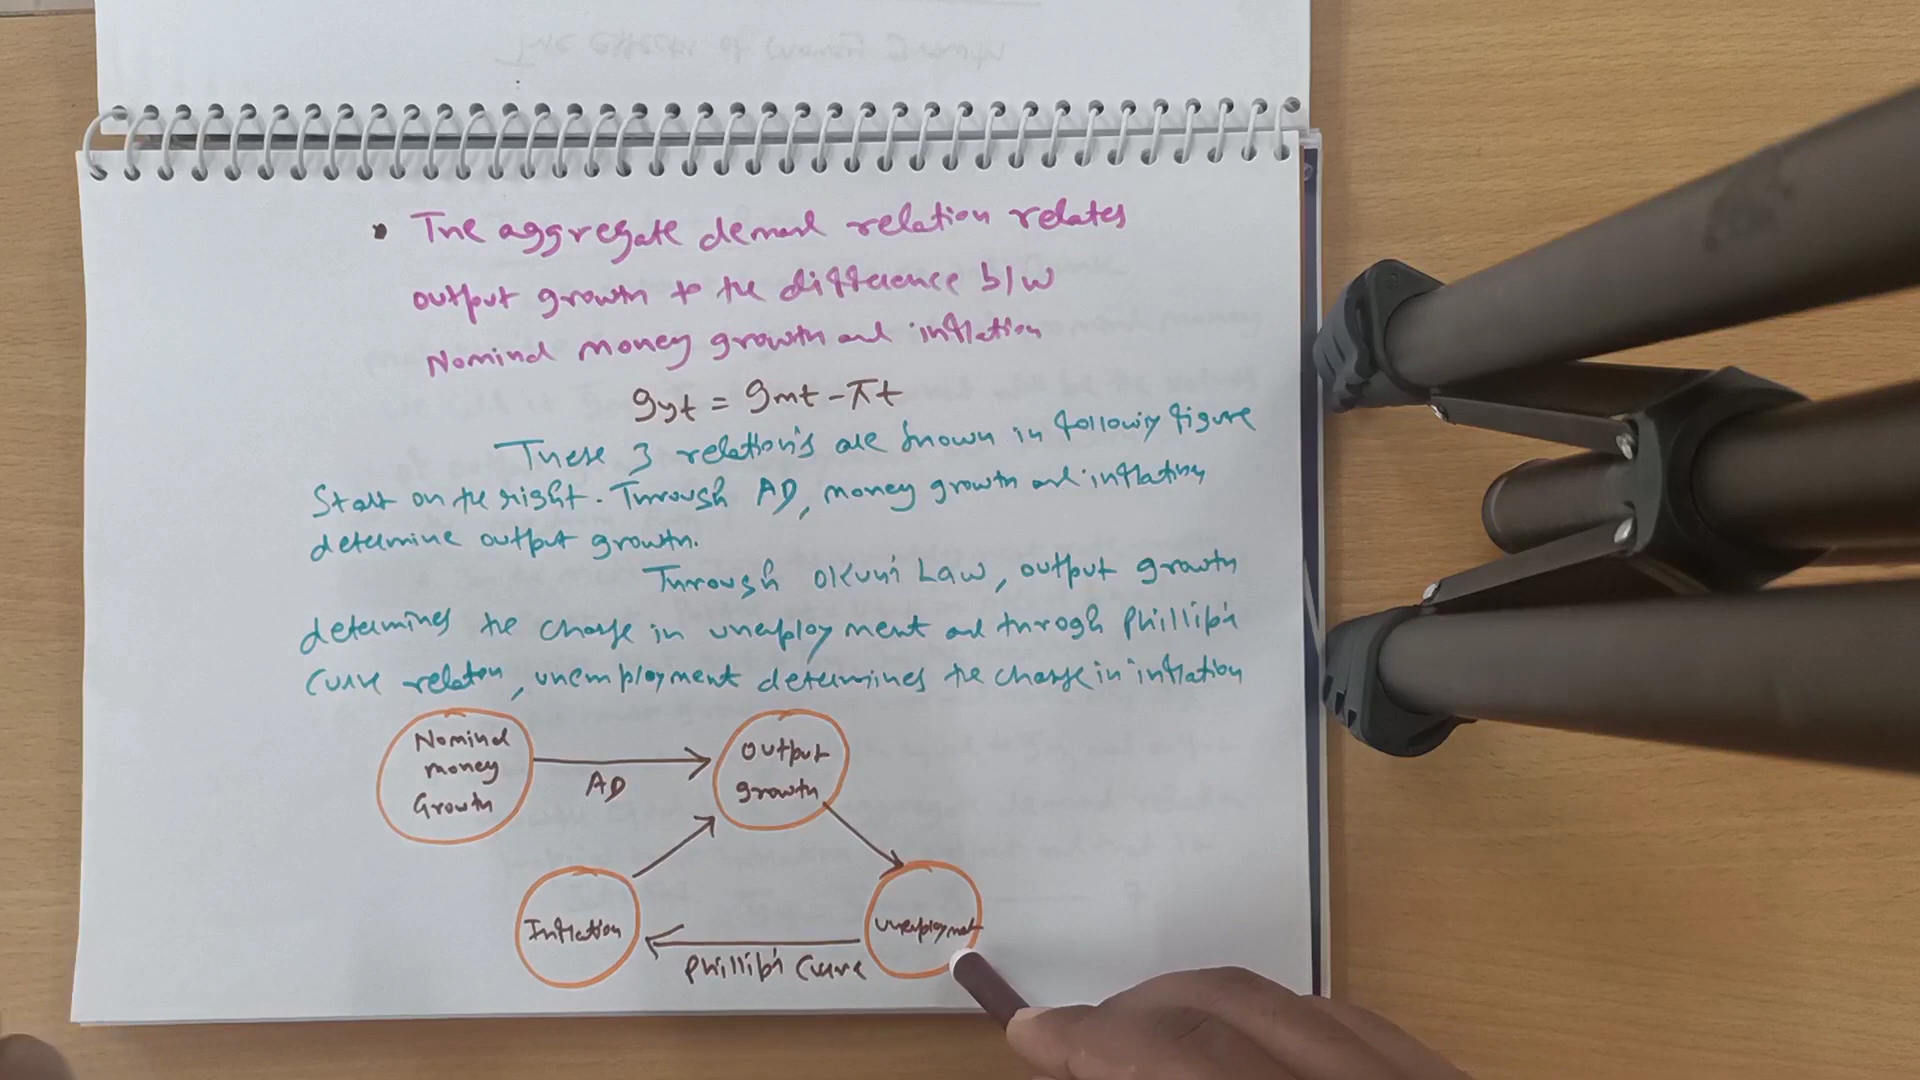 The aggregate demand relation relates
output growth to the difference b/w
Nominal money growth and inflation
gyt = gmt - πt
These 3 relation's are shown in following figure
Start on the right. Through AD, money growth and inflation
determine output growth.
Through Okun's Law, output growth
determines the change in unemployment and throgh Phillip's
Curve relation, unemployment determines the change in inflation
Nominal
money
Growth
AD
Output
growth
Inflation
Phillip's Curve
unemployment